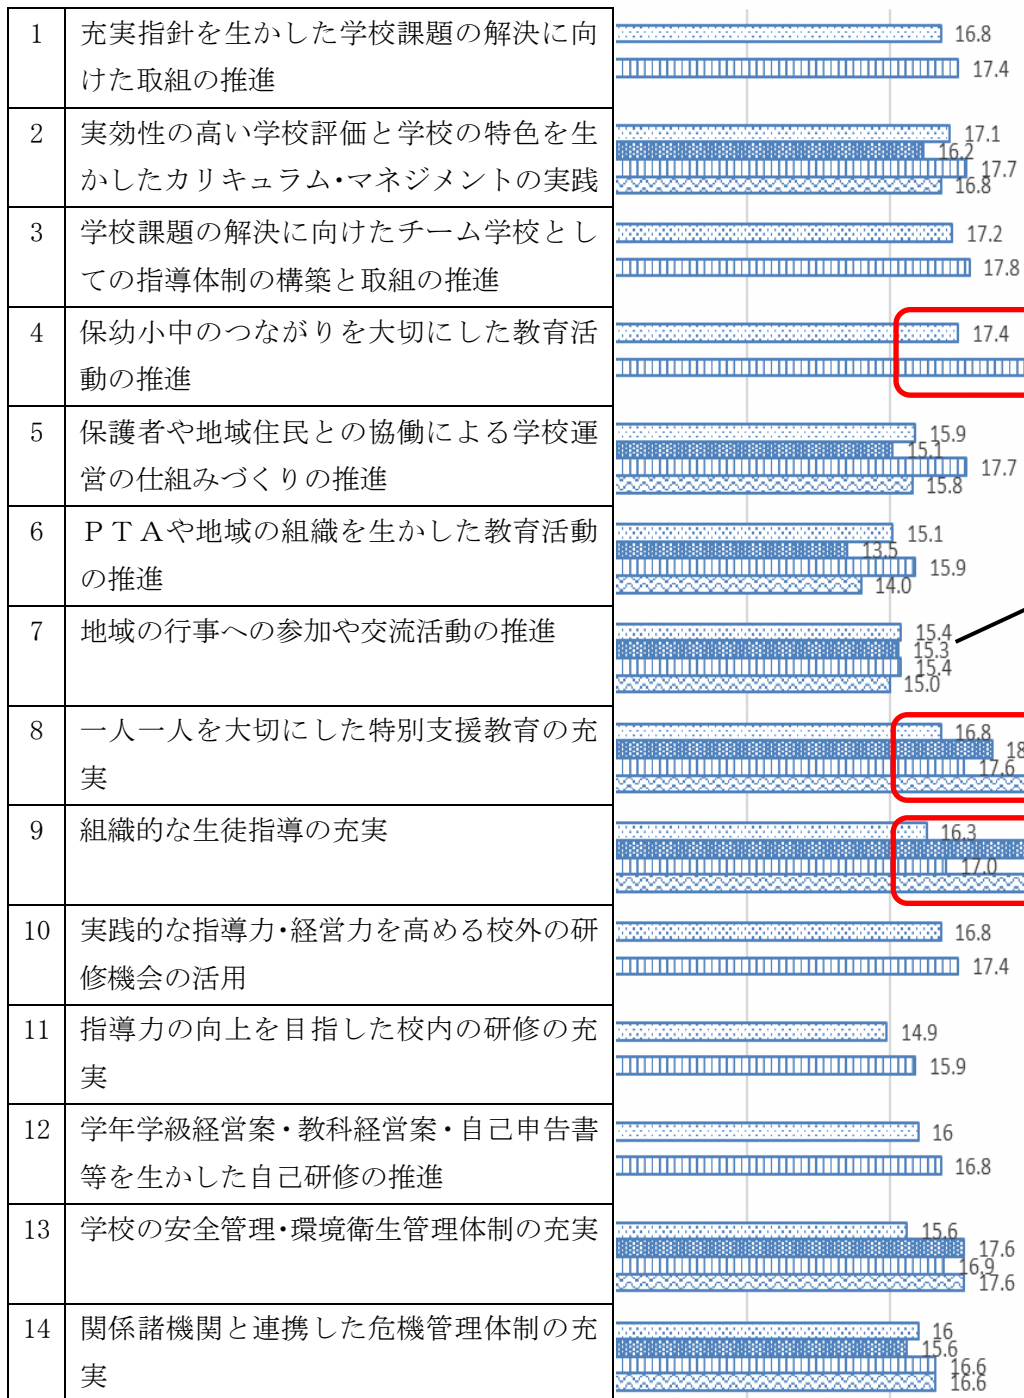 1 充実指針を生かした学校課題の解決に向
けた取組の推進
16.8
17.4
2 実効性の高い学校評価と学校の特色を生
かしたカリキュラム・マネジメントの実践
17.1
16.2
17.7
16.8
3 学校課題の解決に向けたチーム学校とし
ての指導体制の構築と取組の推進
17.2
17.8
4 保幼小中のつながりを大切にした教育活
動の推進
17.4
5 保護者や地域住民との協働による学校運
営の仕組みづくりの推進
15.9
15.1
17.7
15.8
6 ＰＴＡや地域の組織を生かした教育活動
の推進
15.1
13.5
15.9
14.0
7 地域の行事への参加や交流活動の推進
15.4
15.3
15.4
15.0
8 一人一人を大切にした特別支援教育の充
実
16.8
18
17.6
9 組織的な生徒指導の充実
16.3
17.0
10 実践的な指導力・経営力を高める校外の研
修機会の活用
16.8
17.4
11 指導力の向上を目指した校内の研修の充
実
14.9
15.9
12 学年学級経営案・教科経営案・自己申告書
等を生かした自己研修の推進
16
16.8
13 学校の安全管理・環境衛生管理体制の充実
15.6
17.6
16.9
17.6
14 関係諸機関と連携した危機管理体制の充
実
16
15.6
16.6
16.6